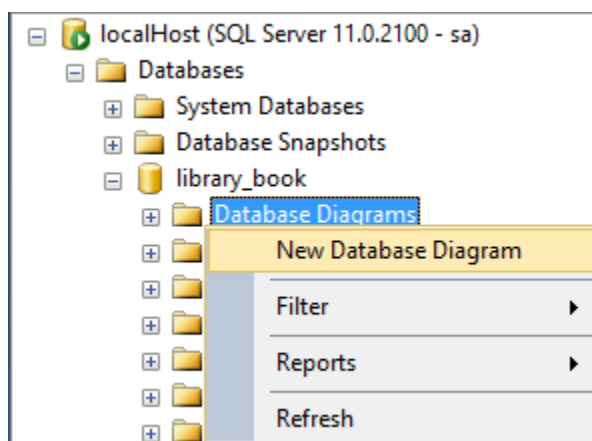 localHost (SQL Server 11.0.2100 - sa)
Databases
System Databases
Database Snapshots
library_book
Database Diagrams
New Database Diagram
Filter
Reports
Refresh